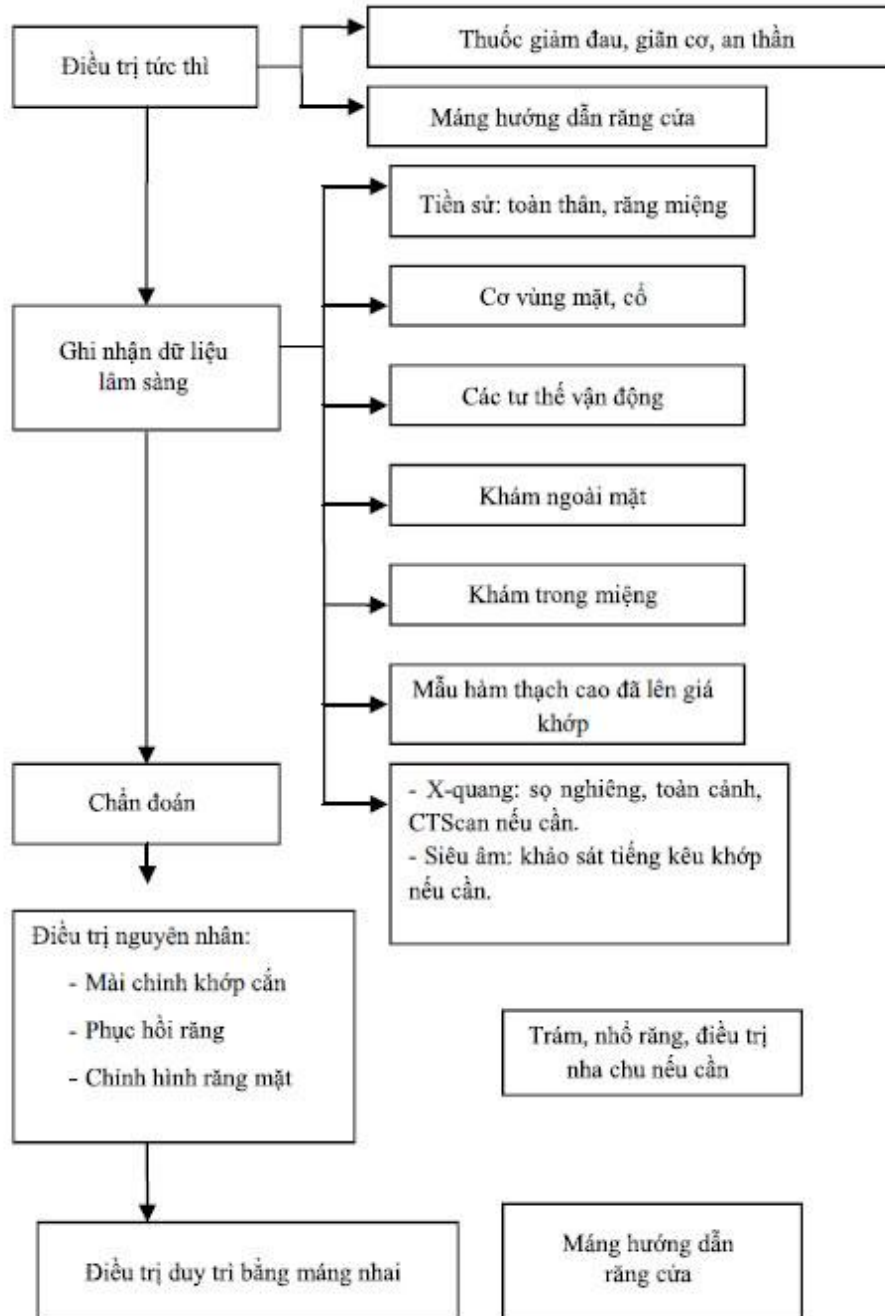 Điều trị tức thì
Thuốc giảm đau, giãn cơ, an thần
Máng hướng dẫn răng cửa
Ghi nhận dữ liệu
lâm sàng
Tiền sử: toàn thân, răng miệng
Cơ vùng mặt, cổ
Các tư thế vận động
Khám ngoài mặt
Khám trong miệng
Mẫu hàm thạch cao đã lên giá
khớp
- X-quang: sọ nghiêng, toàn cảnh,
CTScan nếu cần.
- Siêu âm: khảo sát tiếng kêu khớp
nếu cần.
Chẩn đoán
Điều trị nguyên nhân:
- Mài chỉnh khớp cắn
- Phục hồi răng
- Chỉnh hình răng mặt
Trám, nhổ răng, điều trị
nha chu nếu cần
Điều trị duy trì bằng máng nhai
Máng hướng dẫn
răng cửa